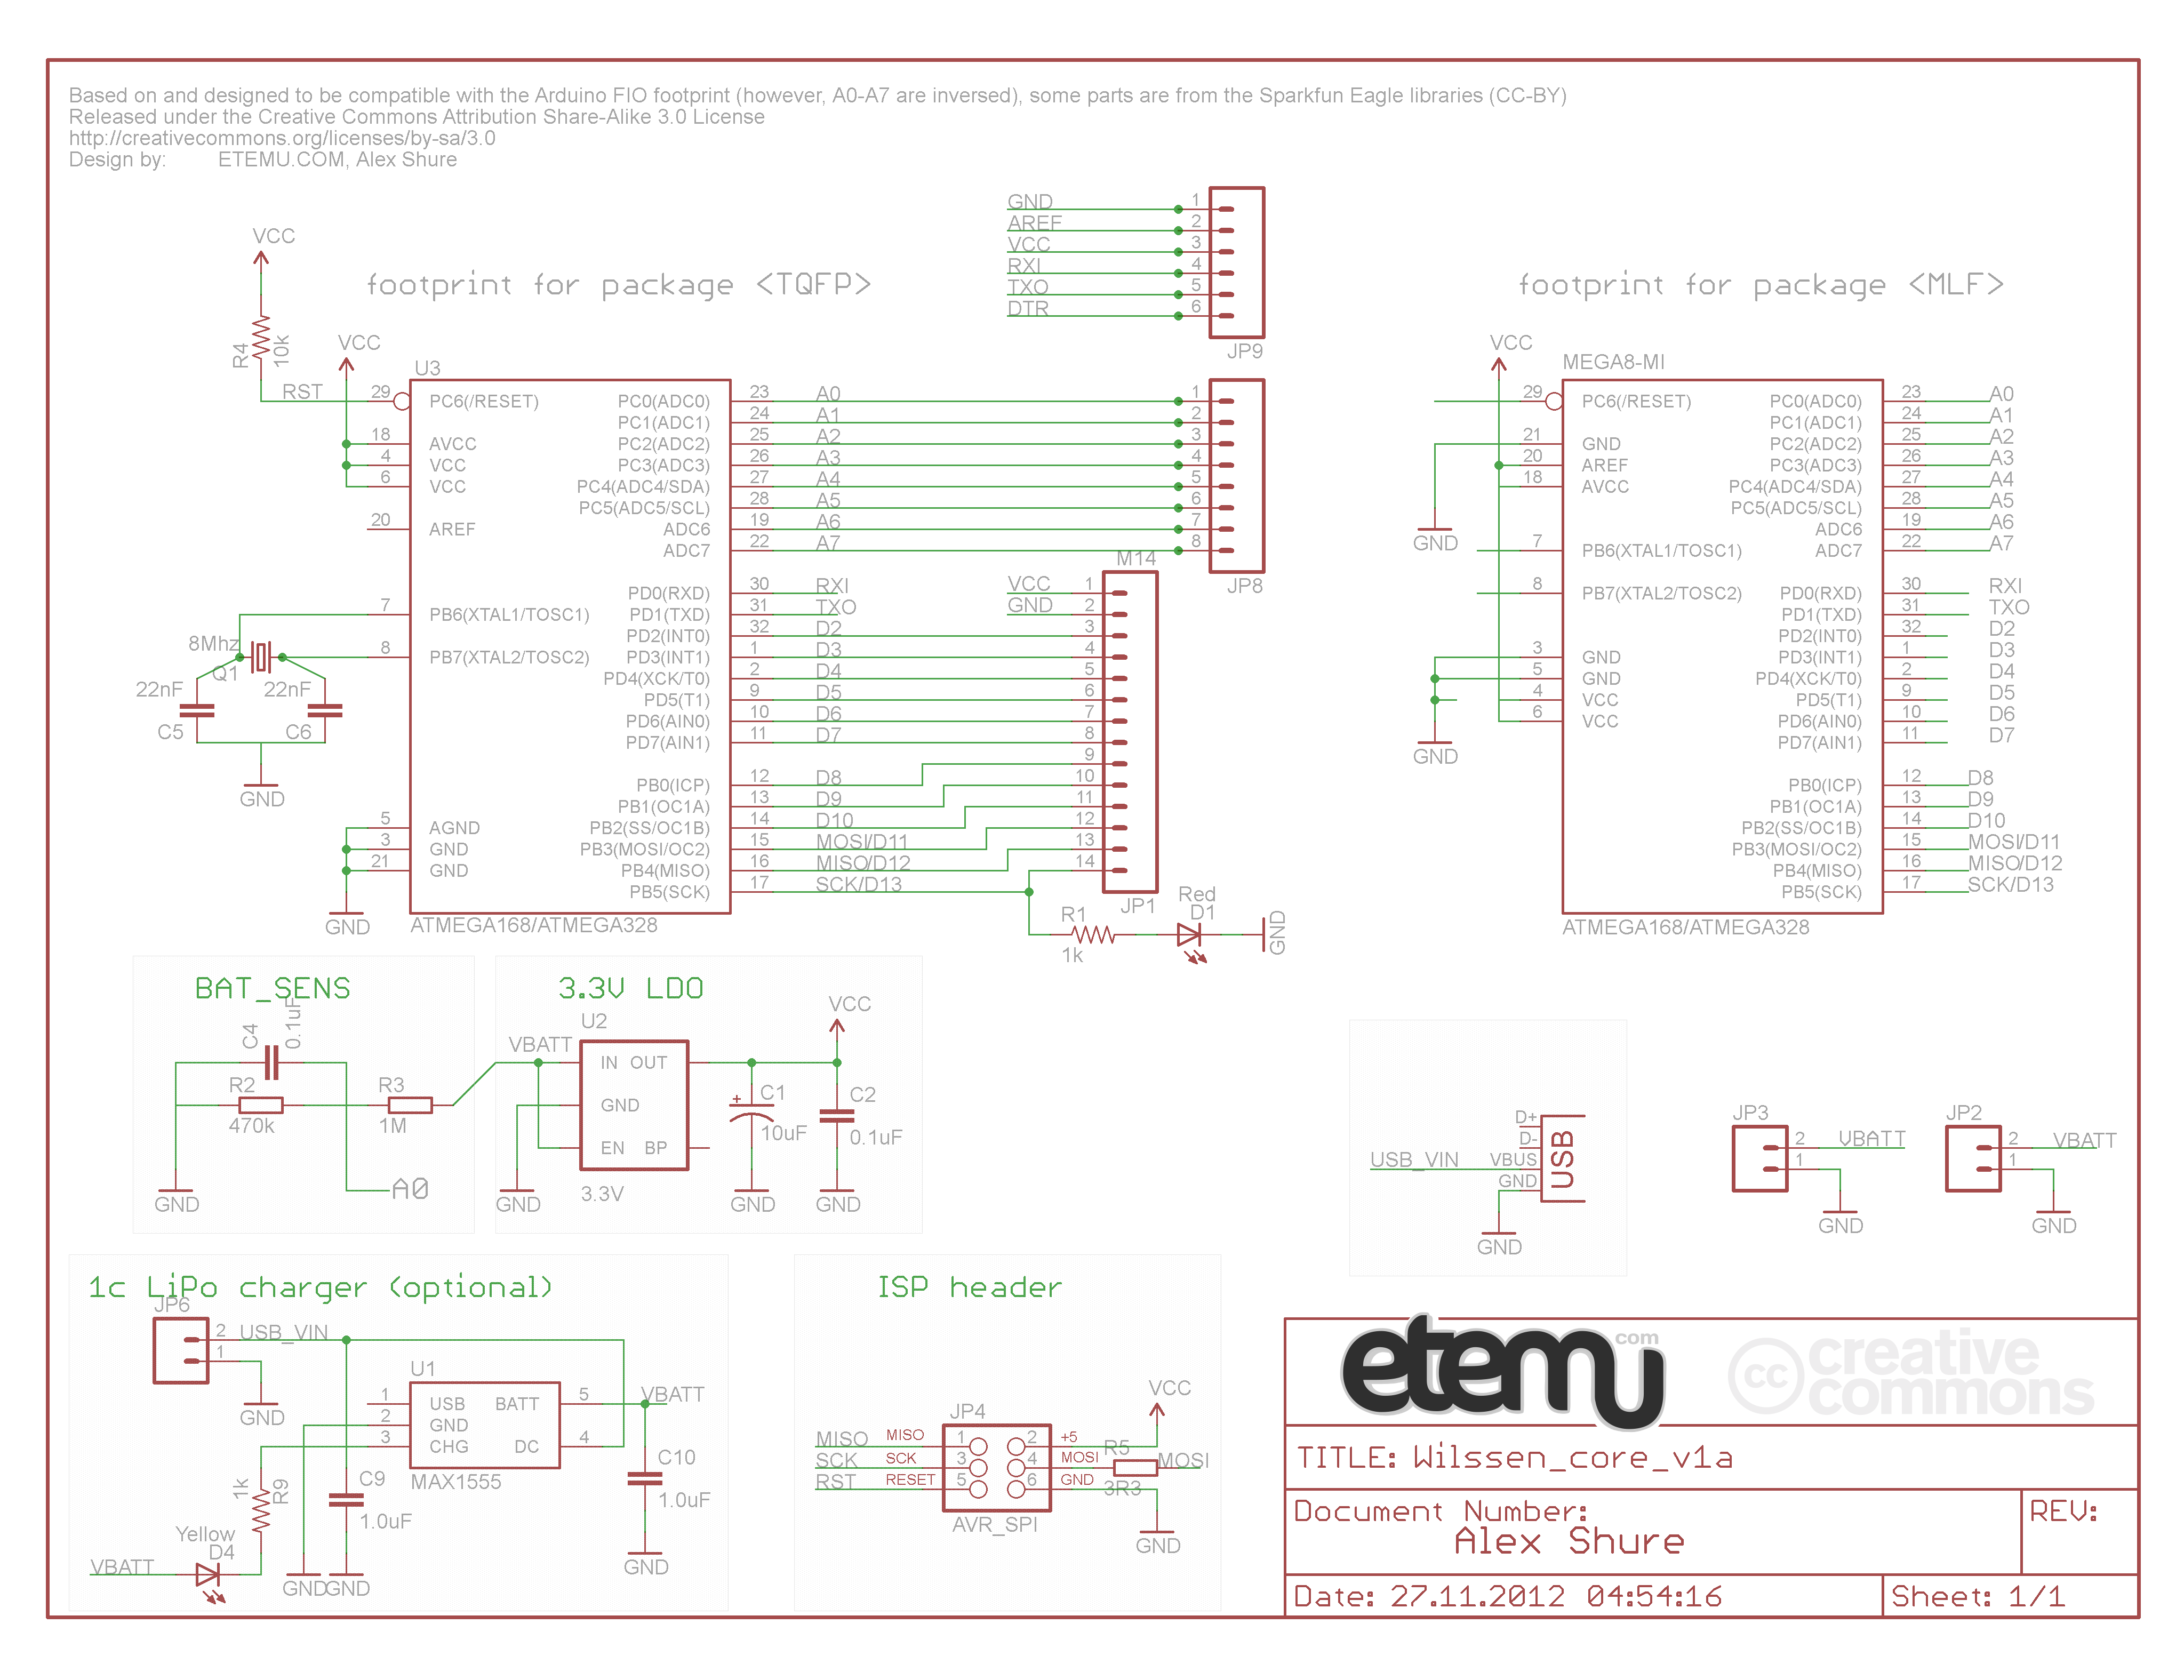 Based on and designed to be compatible with the Arduino FIO footprint (however, A0-A7 are inversed), some parts are from the Sparkfun Eagle libraries (CC-BY)
Released under the Creative Commons Attribution Share-Alike 3.0 License
http://creativecommons.org/licenses/by-sa/3.0
Design by: ETEMU.COM, Alex Shure
GND 1
AREF 2
VCC 3
RXI 4
TXO 5
DTR 6
JP9
footprint for package <TQFP>
VCC
R4
10k
RST
VCC
U3
29 PC6(/RESET) PC0(ADC0) 23 A0 1
PC1(ADC1) 24 A1 2
18 AVCC PC2(ADC2) 25 A2 3
4 VCC PC3(ADC3) 26 A3 4
6 VCC PC4(ADC4/SDA) 27 A4 5
PC5(ADC5/SCL) 28 A5 6
20 AREF ADC6 19 A6 7
ADC7 22 A7 8
JP8
M14
VCC 1
GND 2
PD0(RXD) 30 RXI
7 PB6(XTAL1/TOSC1) PD1(TXD) 31 TXO
PD2(INT0) 32 D2 3
8 PB7(XTAL2/TOSC2) PD3(INT1) 1 D3 4
PD4(XCK/T0) 2 D4 5
PD5(T1) 9 D5 6
PD6(AIN0) 10 D6 7
PD7(AIN1) 11 D7 8
9
PB0(ICP) 12 D8 10
PB1(OC1A) 13 D9 11
5 AGND PB2(SS/OC1B) 14 D10 12
3 GND PB3(MOSI/OC2) 15 MOSI/D11 13
21 GND PB4(MISO) 16 MISO/D12 14
PB5(SCK) 17 SCK/D13
JP1
GND
ATMEGA168/ATMEGA328
8Mhz
Q1
22nF
22nF
C5
C6
GND
R1
1k
Red
D1
GND
footprint for package <MLF>
VCC
MEGA8-MI
29 PC6(/RESET) PC0(ADC0) 23 A0
PC1(ADC1) 24 A1
21 GND PC2(ADC2) 25 A2
20 AREF PC3(ADC3) 26 A3
18 AVCC PC4(ADC4/SDA) 27 A4
PC5(ADC5/SCL) 28 A5
ADC6 19 A6
GND
7 PB6(XTAL1/TOSC1) ADC7 22 A7
8 PB7(XTAL2/TOSC2) PD0(RXD) 30 RXI
PD1(TXD) 31 TXO
PD2(INT0) 32 D2
3 GND PD3(INT1) 1 D3
5 GND PD4(XCK/T0) 2 D4
4 VCC PD5(T1) 9 D5
6 VCC PD6(AIN0) 10 D6
GND
PD7(AIN1) 11 D7
PB0(ICP) 12 D8
PB1(OC1A) 13 D9
PB2(SS/OC1B) 14 D10
PB3(MOSI/OC2) 15 MOSI/D11
PB4(MISO) 16 MISO/D12
PB5(SCK) 17 SCK/D13
ATMEGA168/ATMEGA328
BAT_SENS
C4
0.1uF
R2
470k
R3
1M
GND
A0
3.3V LDO
VBATT
U2
IN OUT
GND
EN BP
3.3V
GND
VCC
C1
10uF
C2
0.1uF
GND
GND
USB_VIN
D+
D-
VBUS
GND
USB
GND
JP3
2 VBATT
1
GND
JP2
2 VBATT
1
GND
1c LiPo charger (optional)
JP6
2 USB_VIN
1
GND
U1
1 USB BATT 5 VBATT
2 GND
3 CHG DC 4
MAX1555
1k
R9
C9
1.0uF
C10
1.0uF
GND
Yellow
D4
VBATT
GND
GND
ISP header
VCC
JP4
MISO MISO 1 2 +5
SCK SCK 3 4 MOSI R5 MOSI
RST RESET 5 6 GND 3R3
AVR_SPI
GND
etemu
com
cc
creative
commons
TITLE: Wilssen_core_v1a
Document Number:
REV:
Alex Shure
Date: 27.11.2012 04:54:16
Sheet: 1/1